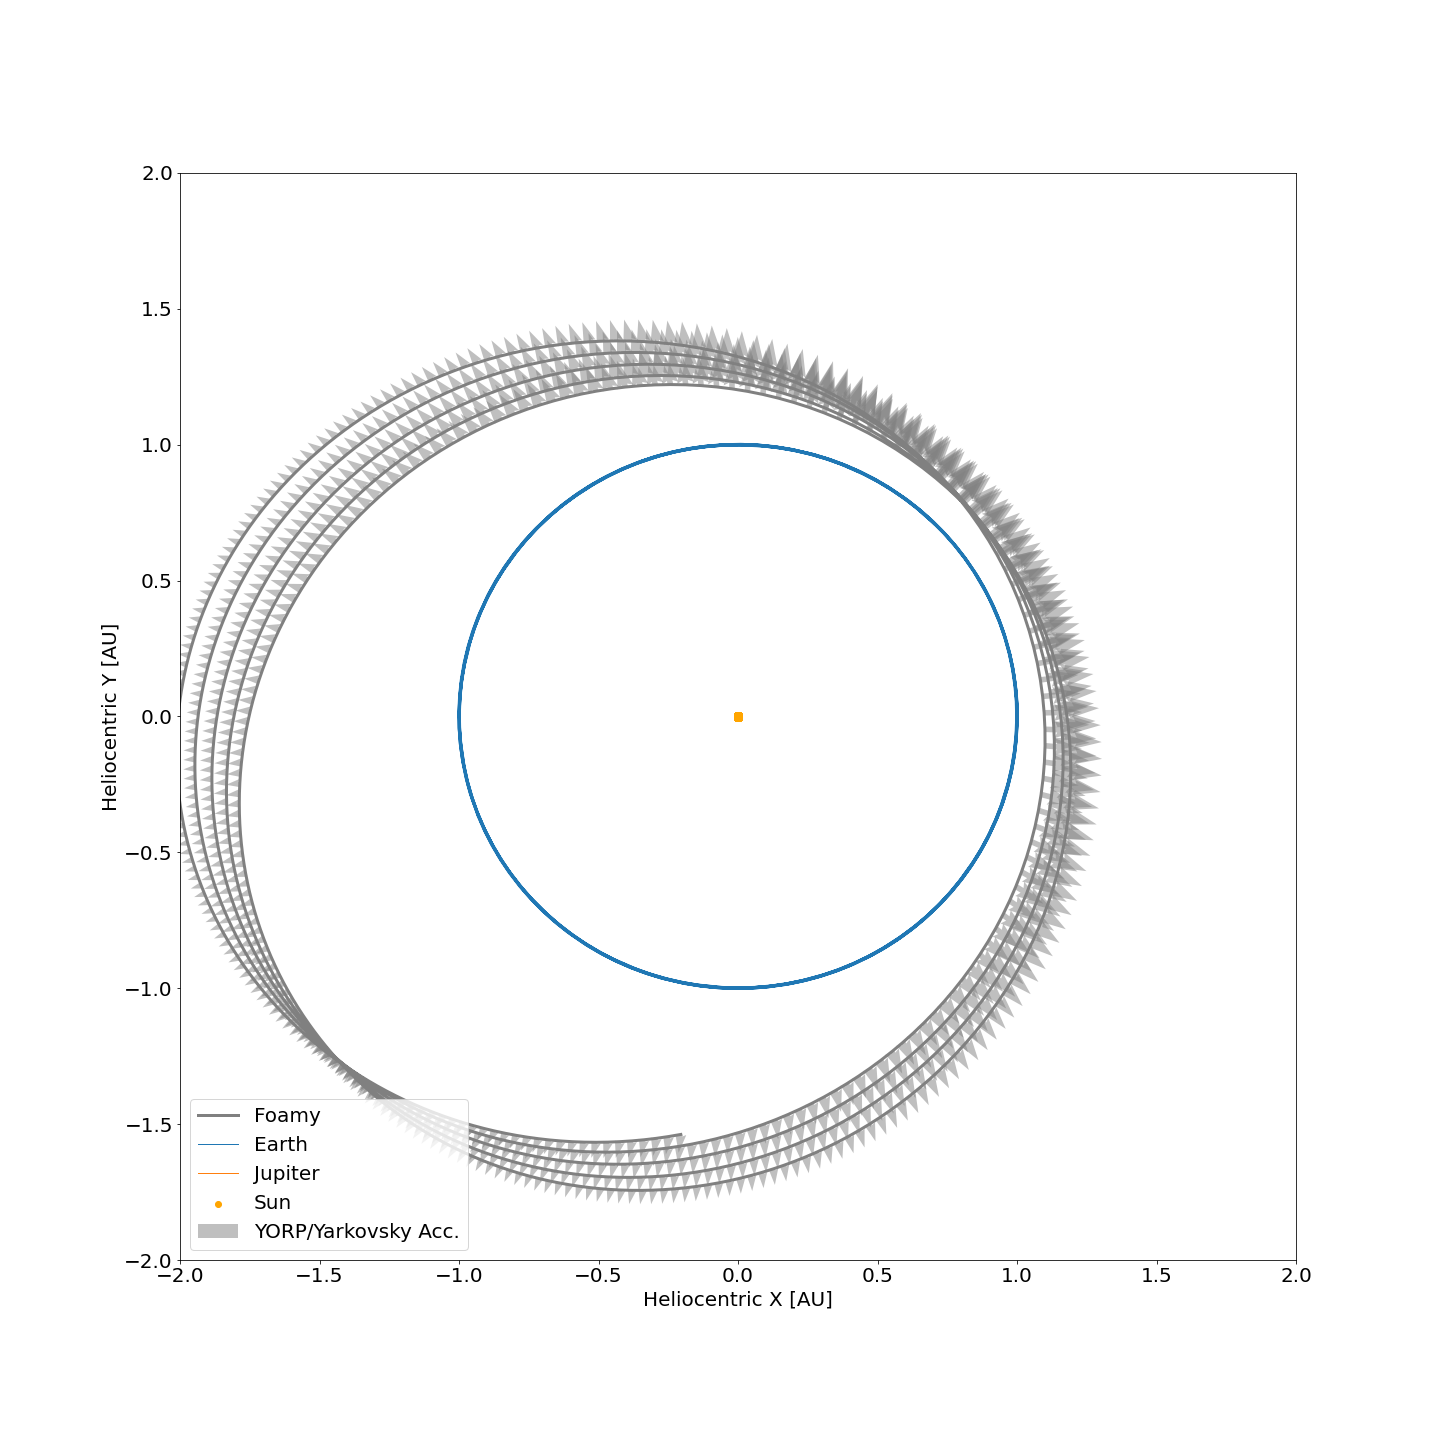 2.0
1.5
1.0
0.5
0.0
−0.5
−1.0
−1.5
−2.0
Heliocentric Y [AU]
Foamy
Earth
Jupiter
Sun
YORP/Yarkovsky Acc.
−2.0 −1.5 −1.0 −0.5 0.0 0.5 1.0 1.5 2.0
Heliocentric X [AU]